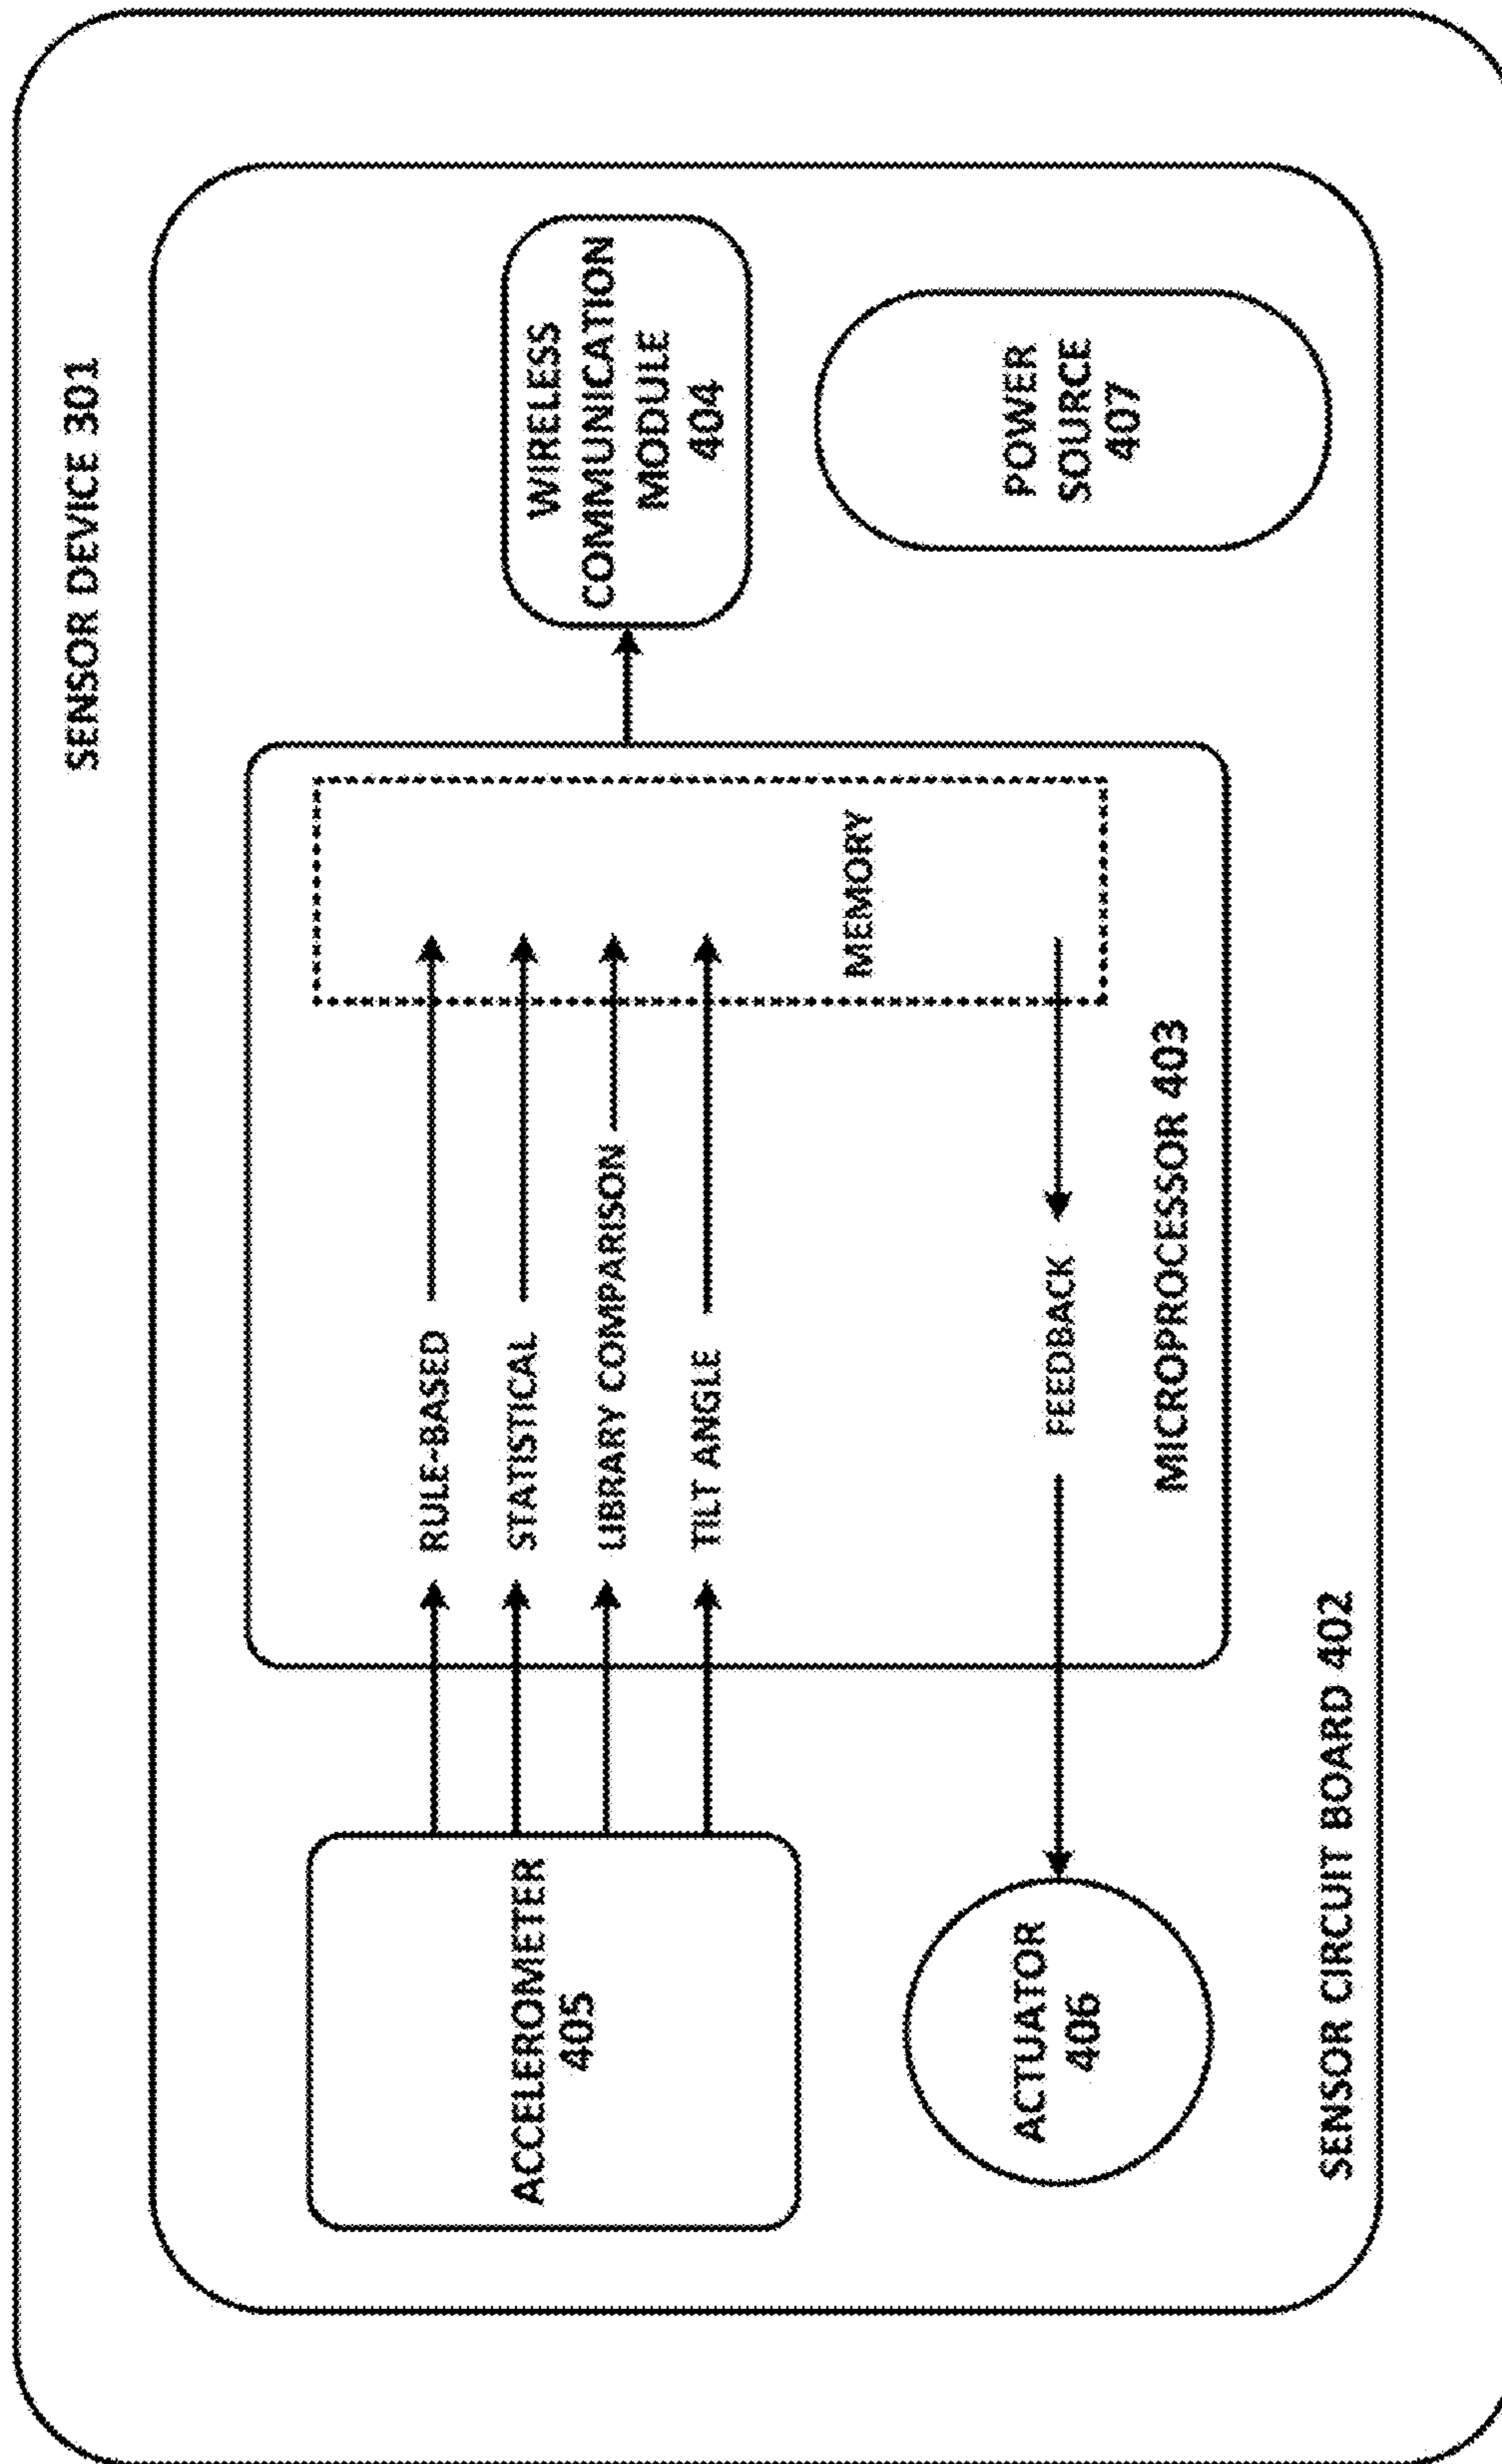 SENSOR DEVICE 301
ACCELEROMETER
405
RULE-BASED
STATISTICAL
LIBRARY COMPARISON
TILT ANGLE
MEMORY
WIRELESS
COMMUNICATION
MODULE
404
ACTUATOR
406
FEEDBACK
MICROPROCESSOR 403
POWER
SOURCE
407
SENSOR CIRCUIT BOARD 402